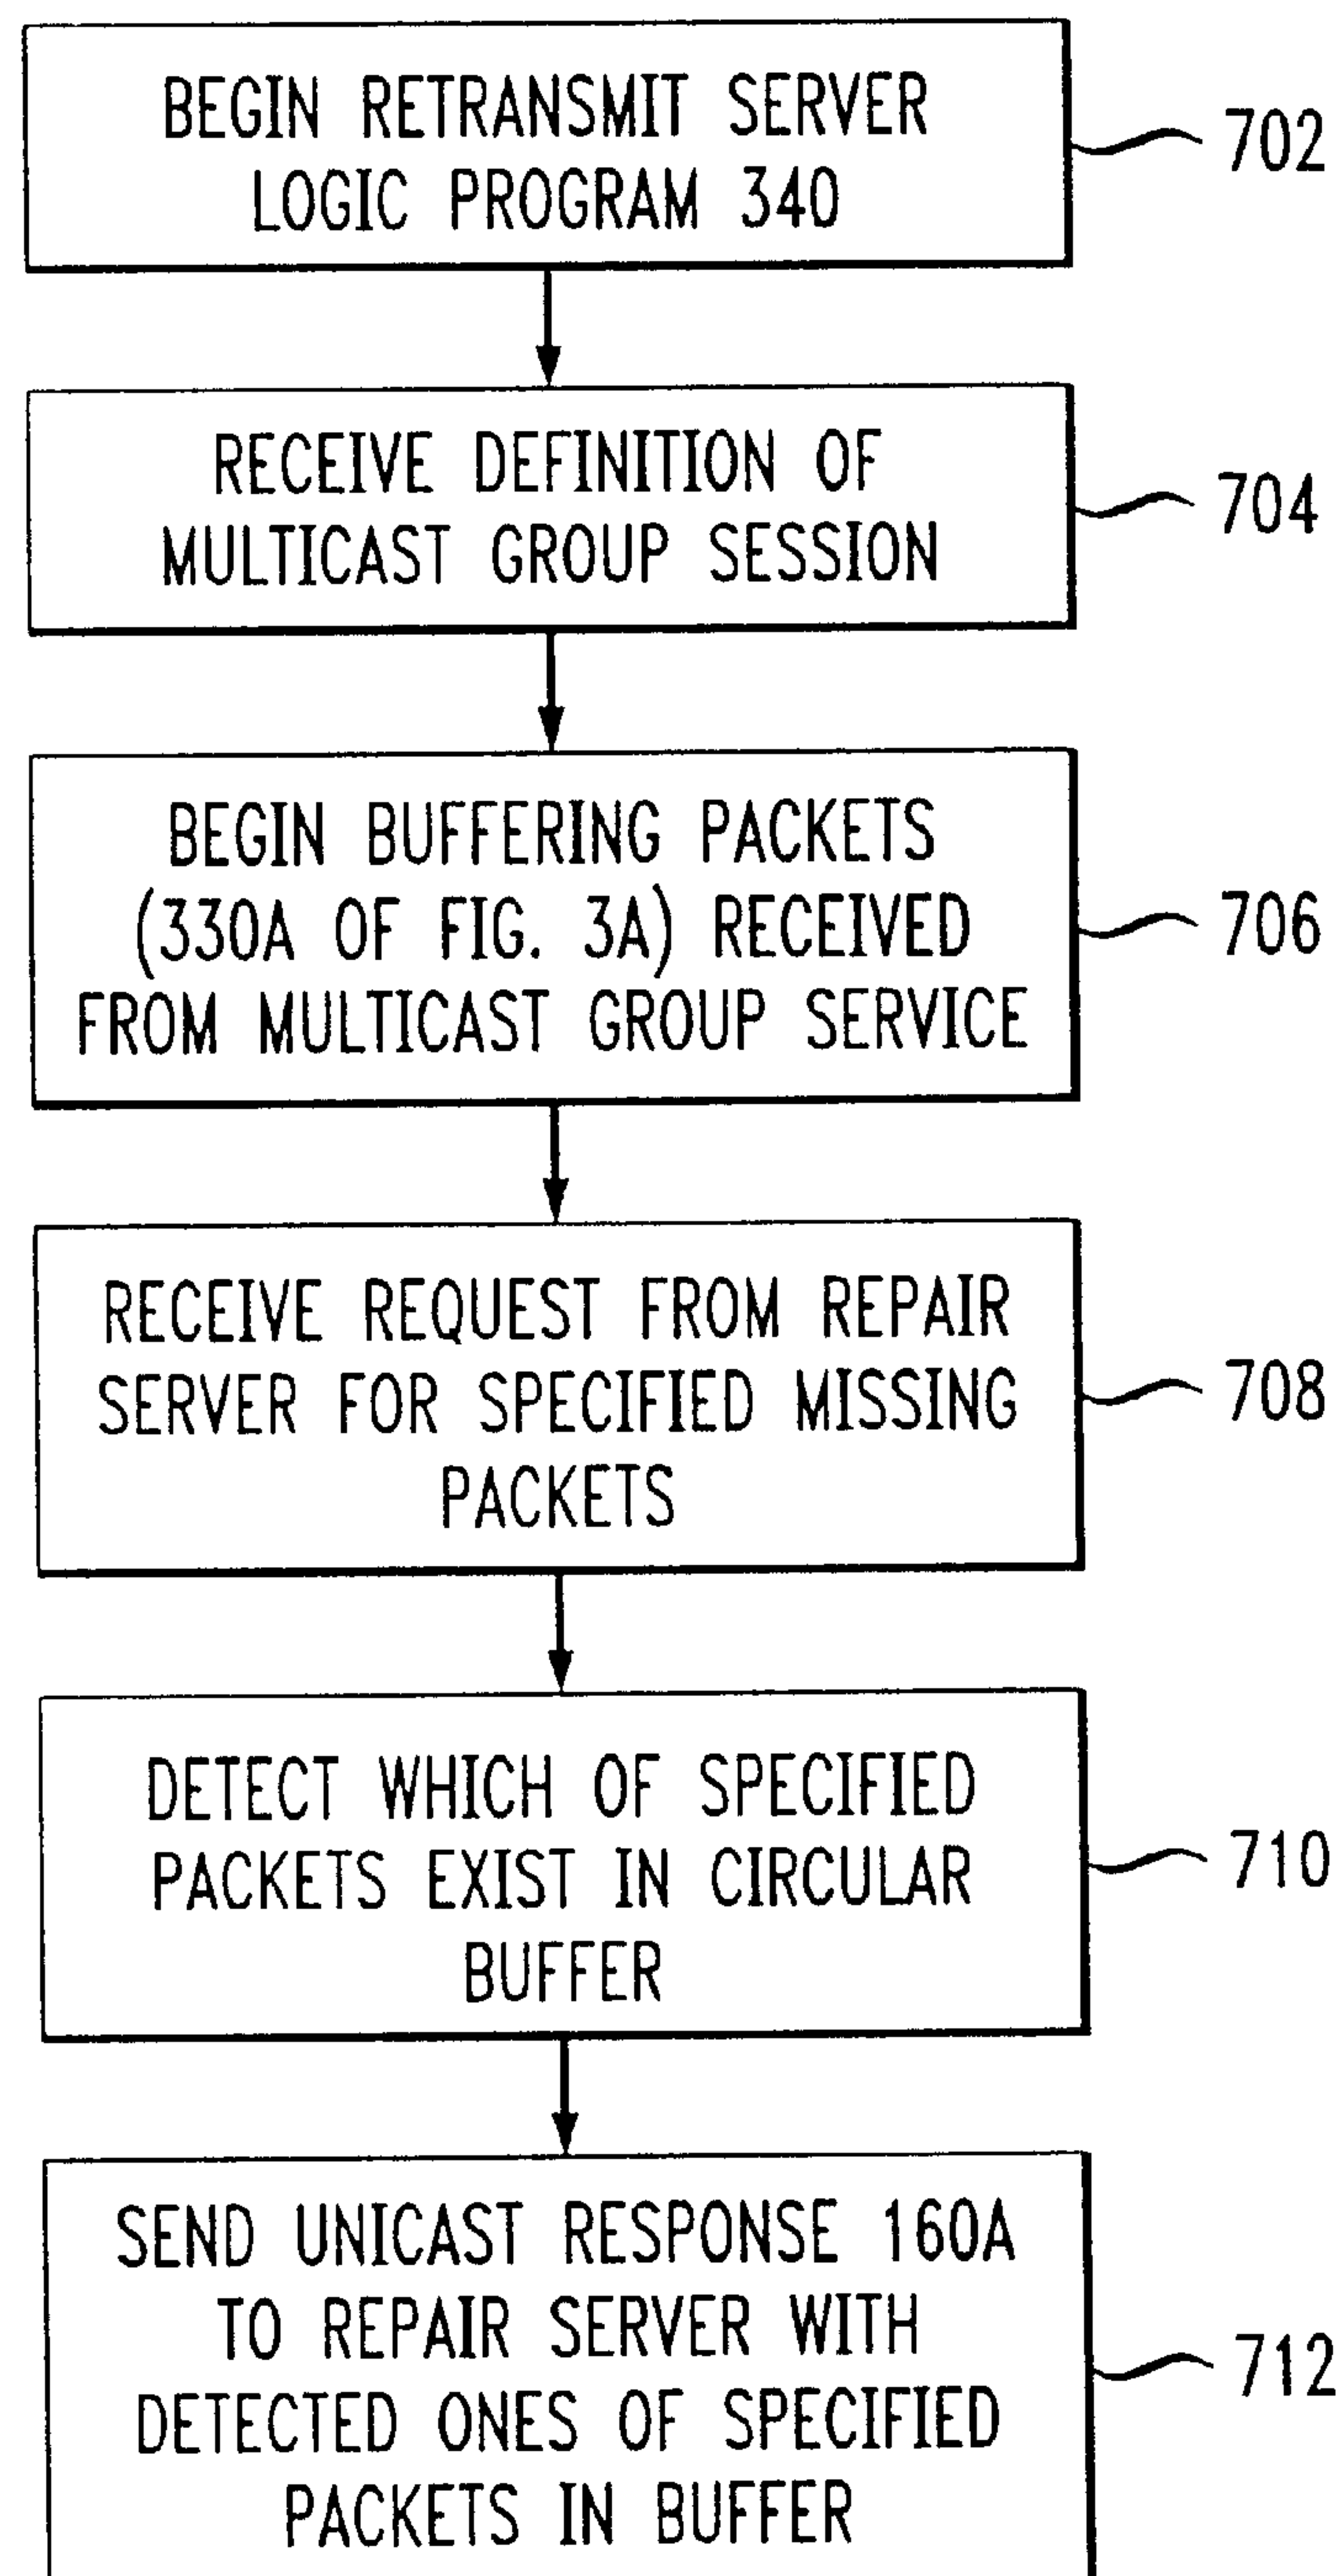 BEGIN RETRANSMIT SERVER
LOGIC PROGRAM 340
702
RECEIVE DEFINITION OF
MULTICAST GROUP SESSION
704
BEGIN BUFFERING PACKETS
(330A OF FIG. 3A) RECEIVED
FROM MULTICAST GROUP SERVICE
706
RECEIVE REQUEST FROM REPAIR
SERVER FOR SPECIFIED MISSING
PACKETS
708
DETECT WHICH OF SPECIFIED
PACKETS EXIST IN CIRCULAR
BUFFER
710
SEND UNICAST RESPONSE 160A
TO REPAIR SERVER WITH
DETECTED ONES OF SPECIFIED
PACKETS IN BUFFER
712